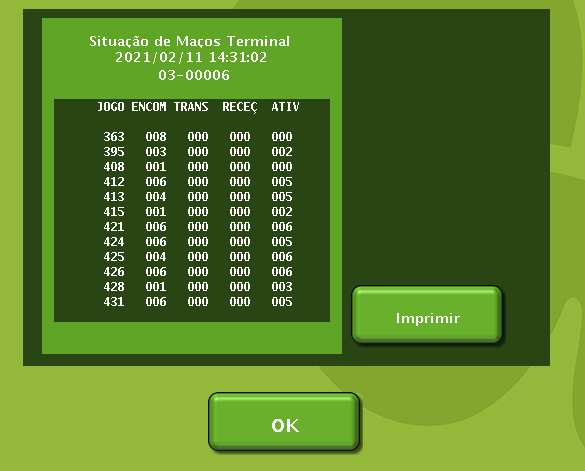 Situação de Maços Terminal
2021/02/11 14:31:02
03-00006
JOGO ENCOM TRANS RECEÇ ATIV
363 008 000 000 000
395 003 000 000 002
408 001 000 000 000
412 006 000 000 005
413 004 000 000 005
415 001 000 000 002
421 006 000 000 006
424 006 000 000 005
425 004 000 000 006
426 006 000 000 006
428 001 000 000 003
431 006 000 000 005
Imprimir
OK